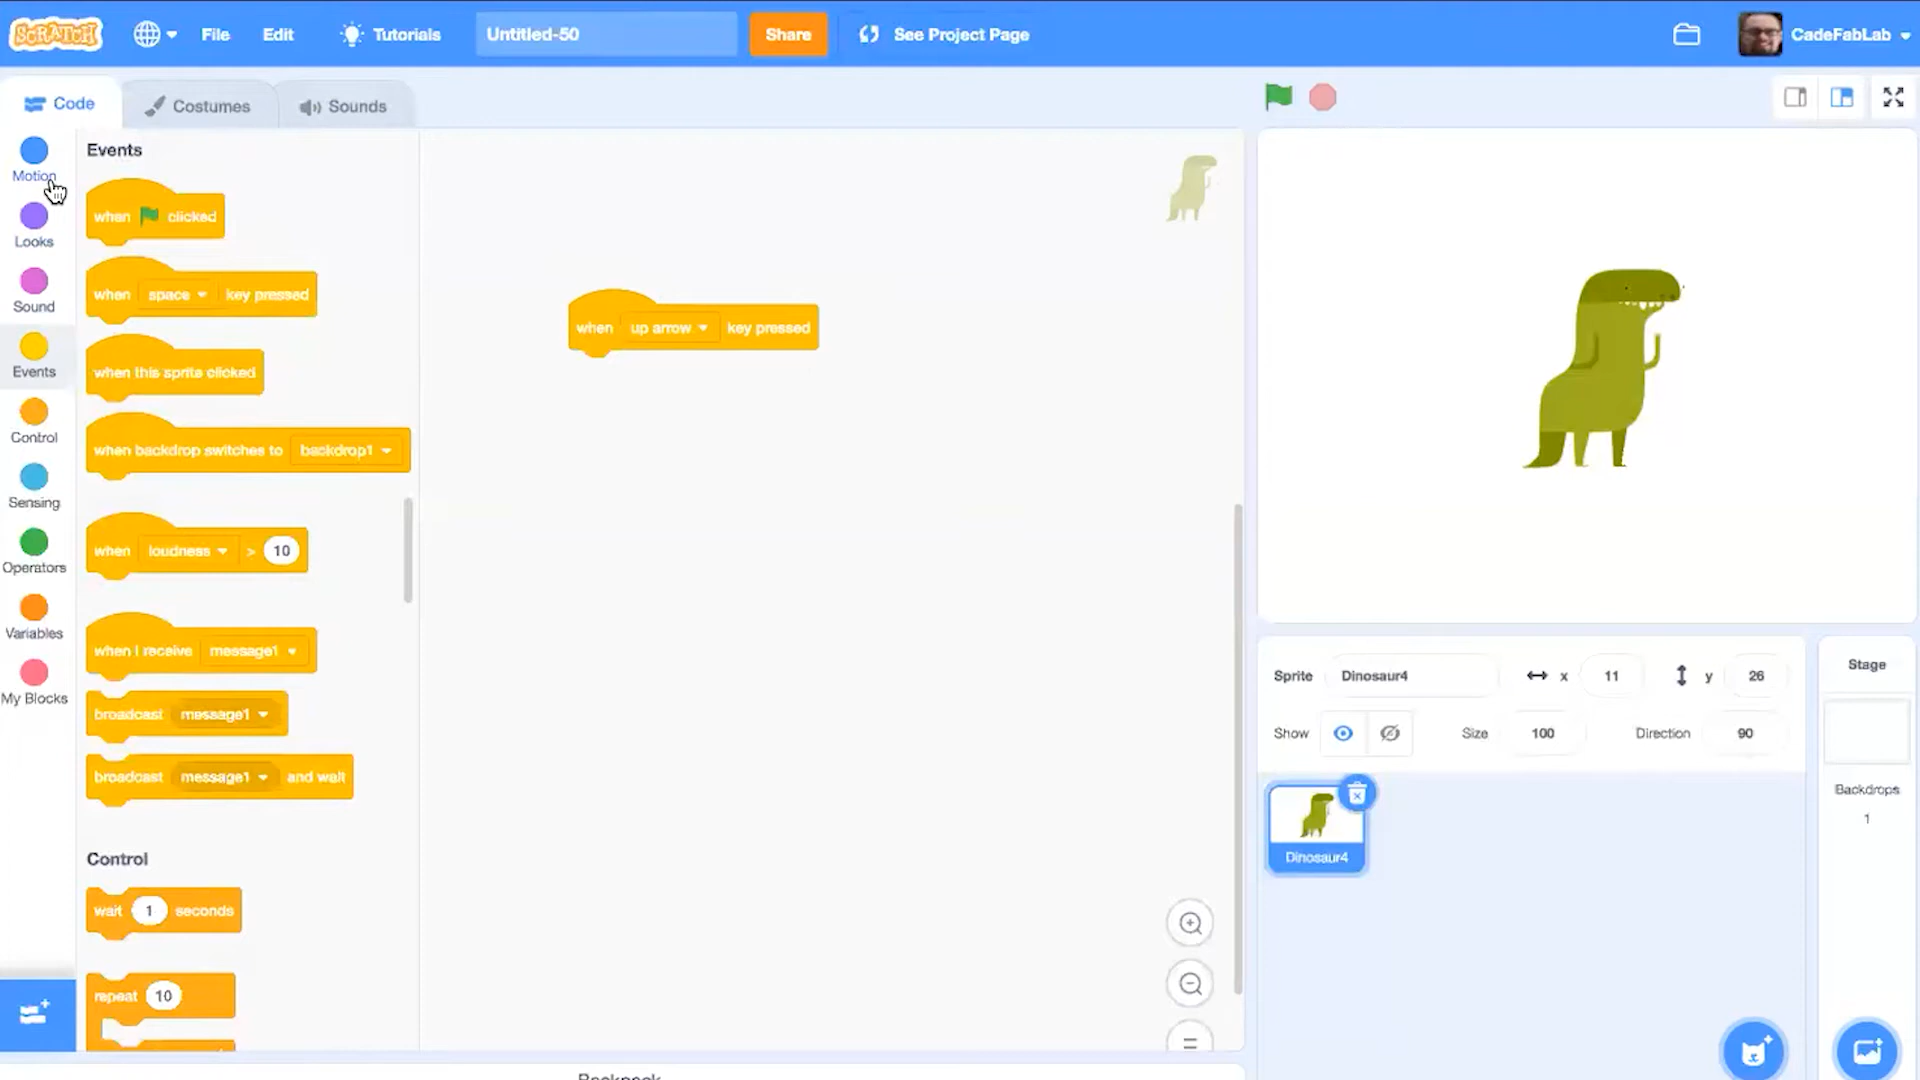 SCRATCH File Edit Tutorials Untitled-50 Share See Project Page CadeFabLab
Code Costumes Sounds
Motion
Looks
Sound
Events
Control
Sensing
Operators
Variables
My Blocks
Events
when clicked
when space key pressed
when this sprite clicked
when backdrop switches to backdrop1
when loudness > 10
when I receive message1
broadcast message1
broadcast message1 and wait
Control
wait 1 seconds
repeat 10
when up arrow key pressed
Sprite Dinosaur4 x 11 y 26
Show Size 100 Direction 90
Dinosaur4
Stage
Backdrops
1
Backpack